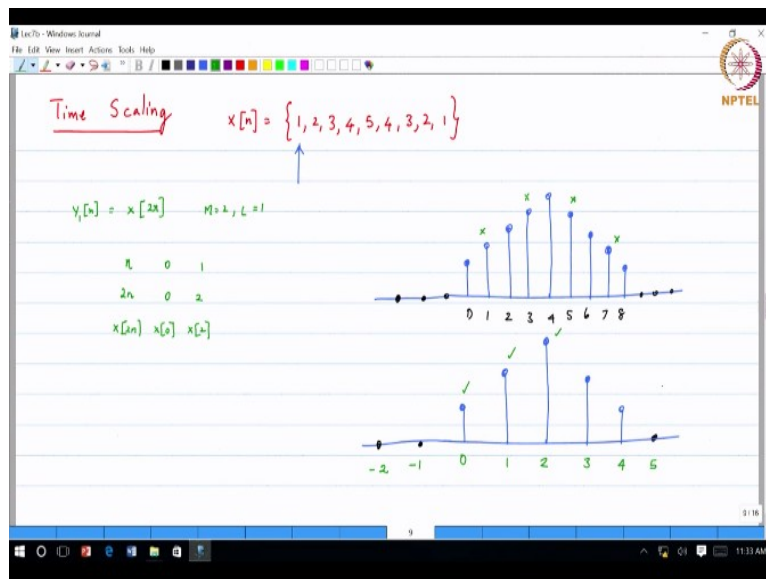 Lec7b - Windows Journal
File Edit View Insert Actions Tools Help
NPTEL
Time Scaling x[n] = {1, 2, 3, 4, 5, 4, 3, 2, 1}
↑
y₁[n] = x[2n] M=2, L=1
n 0 1
2n 0 2
x[2n] x[0] x[2]
x x x x
0 1 2 3 4 5 6 7 8
✓ ✓ ✓
-2 -1 0 1 2 3 4 5
9/16
9
11:33 AM